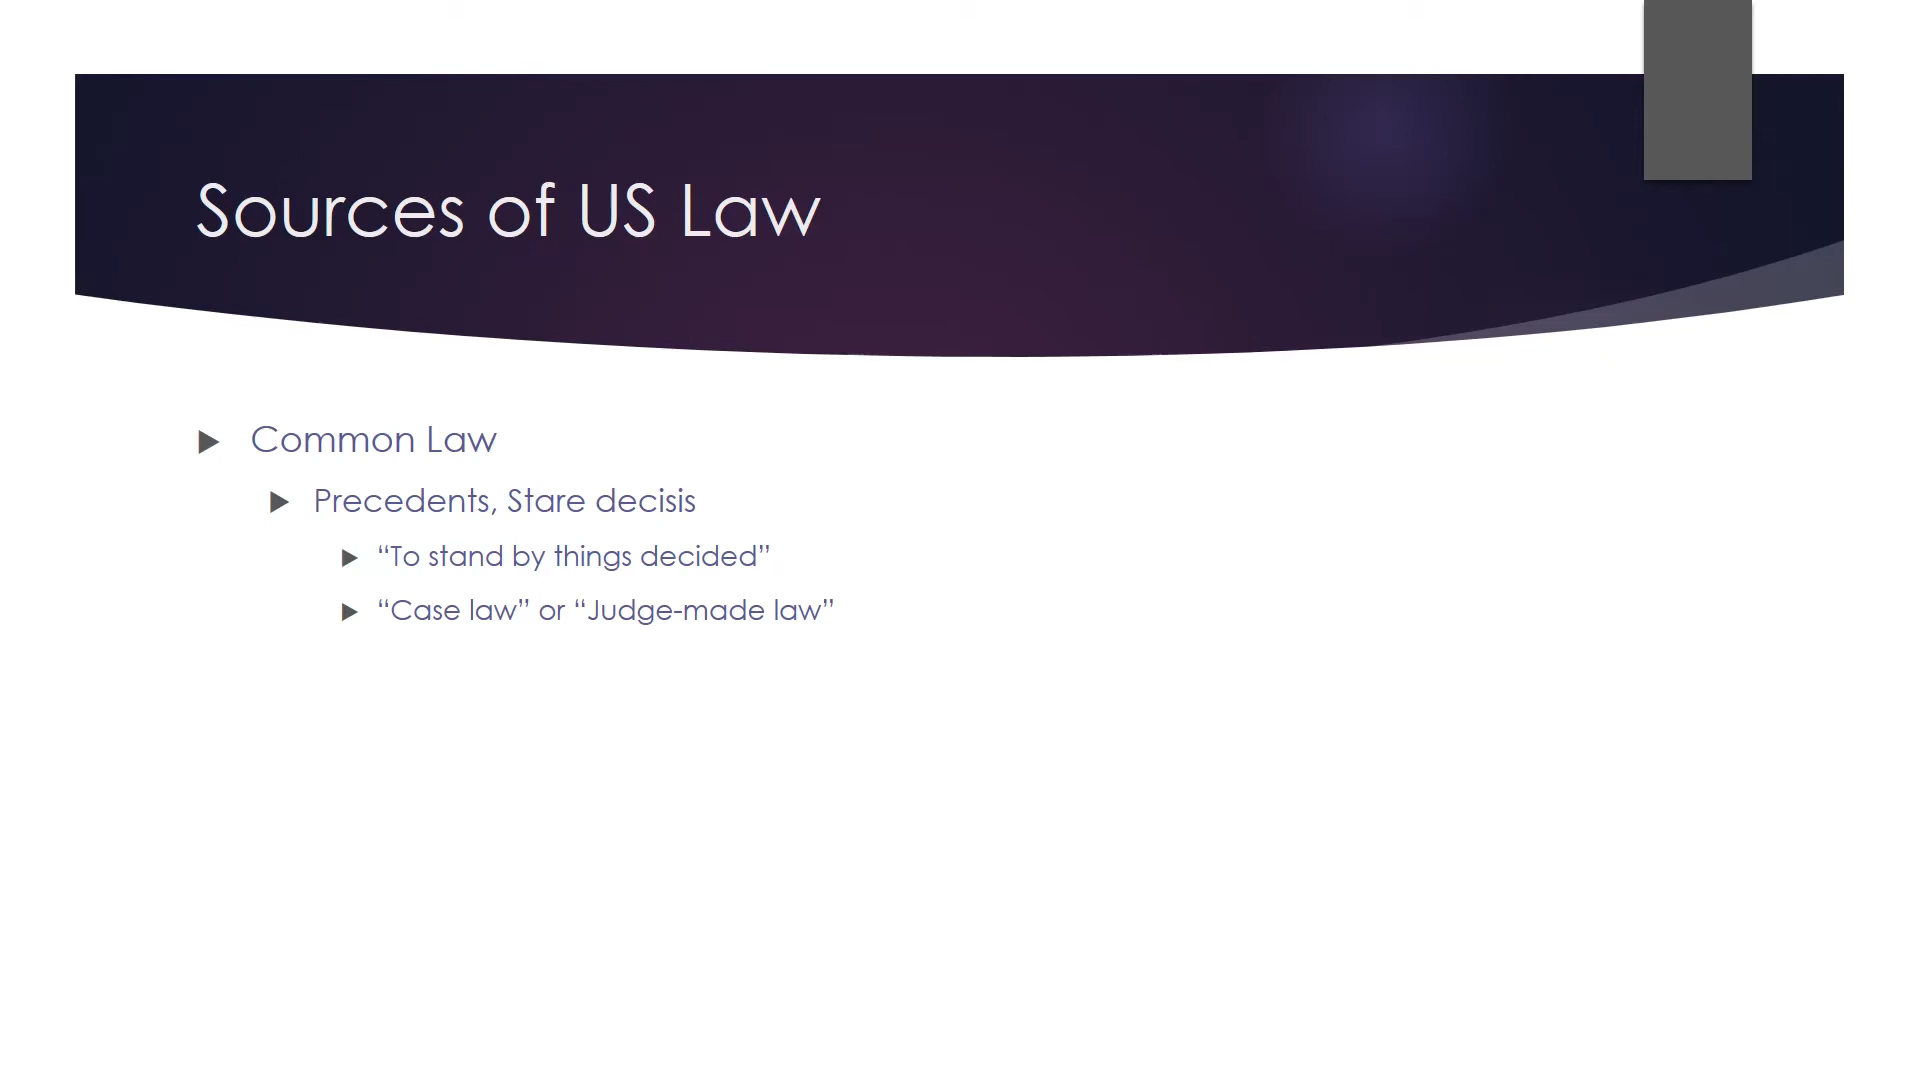 Sources of US Law
Common Law
Precedents, Stare decisis
“To stand by things decided”
“Case law” or “Judge-made law”